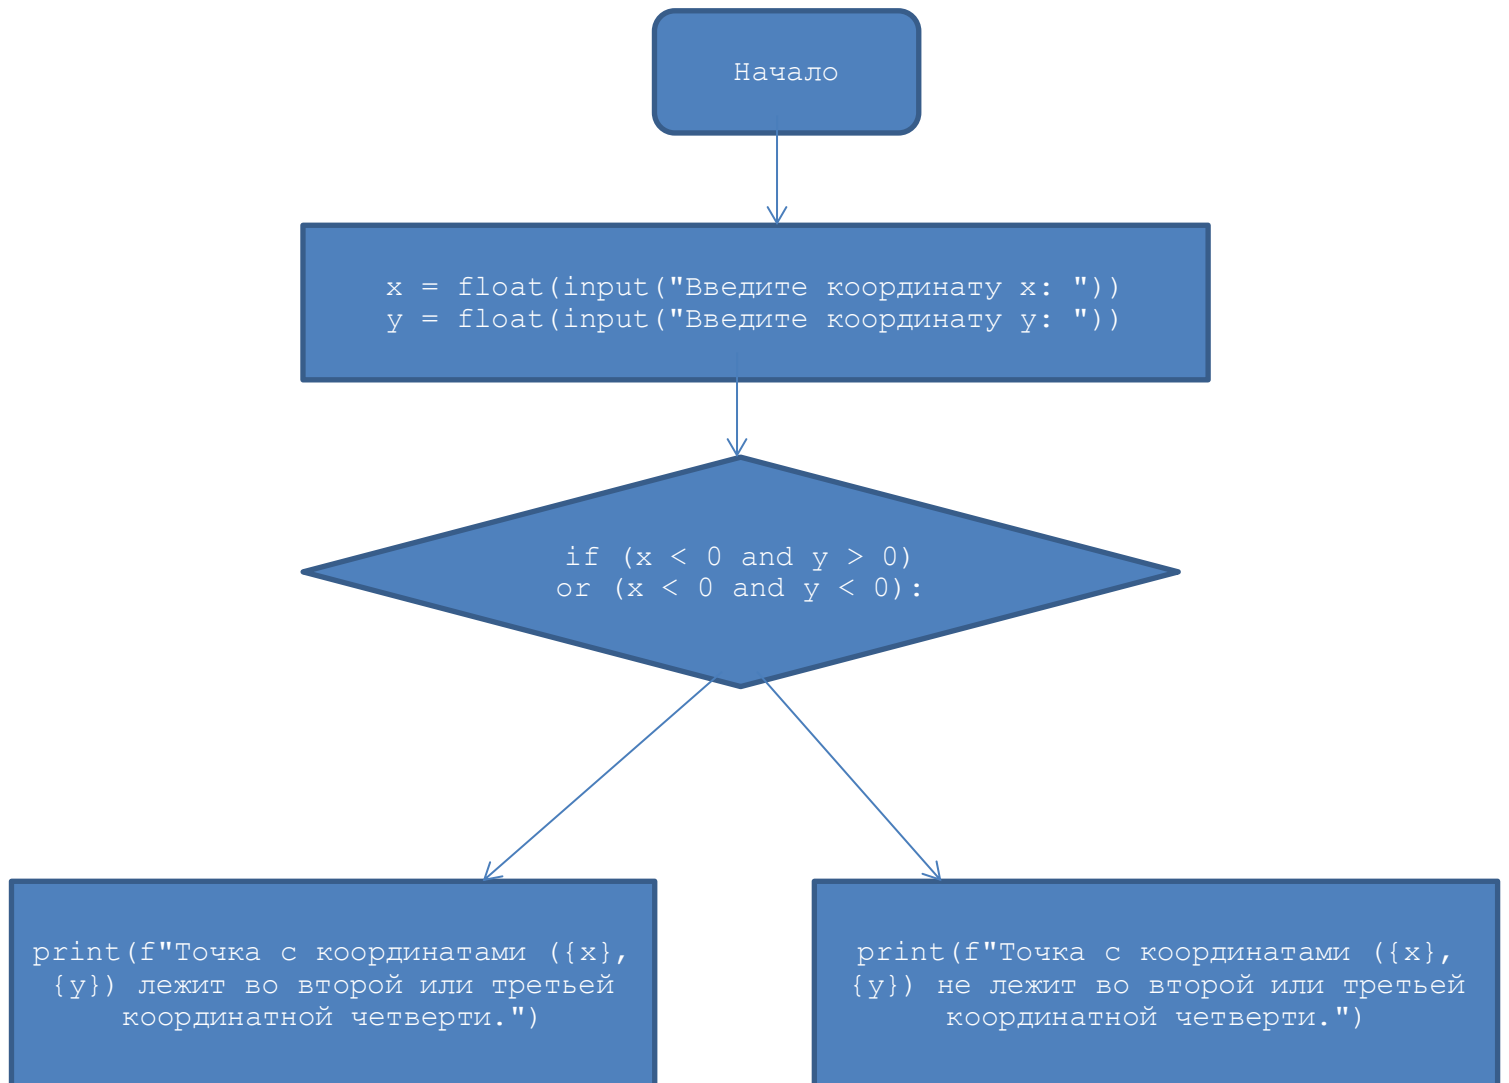 Начало
x = float(input("Введите координату x: "))
y = float(input("Введите координату y: "))
if (x < 0 and y > 0)
or (x < 0 and y < 0):
print(f"Точка с координатами ({x},
{y}) лежит во второй или третьей
координатной четверти.")
print(f"Точка с координатами ({x},
{y}) не лежит во второй или третьей
координатной четверти.")